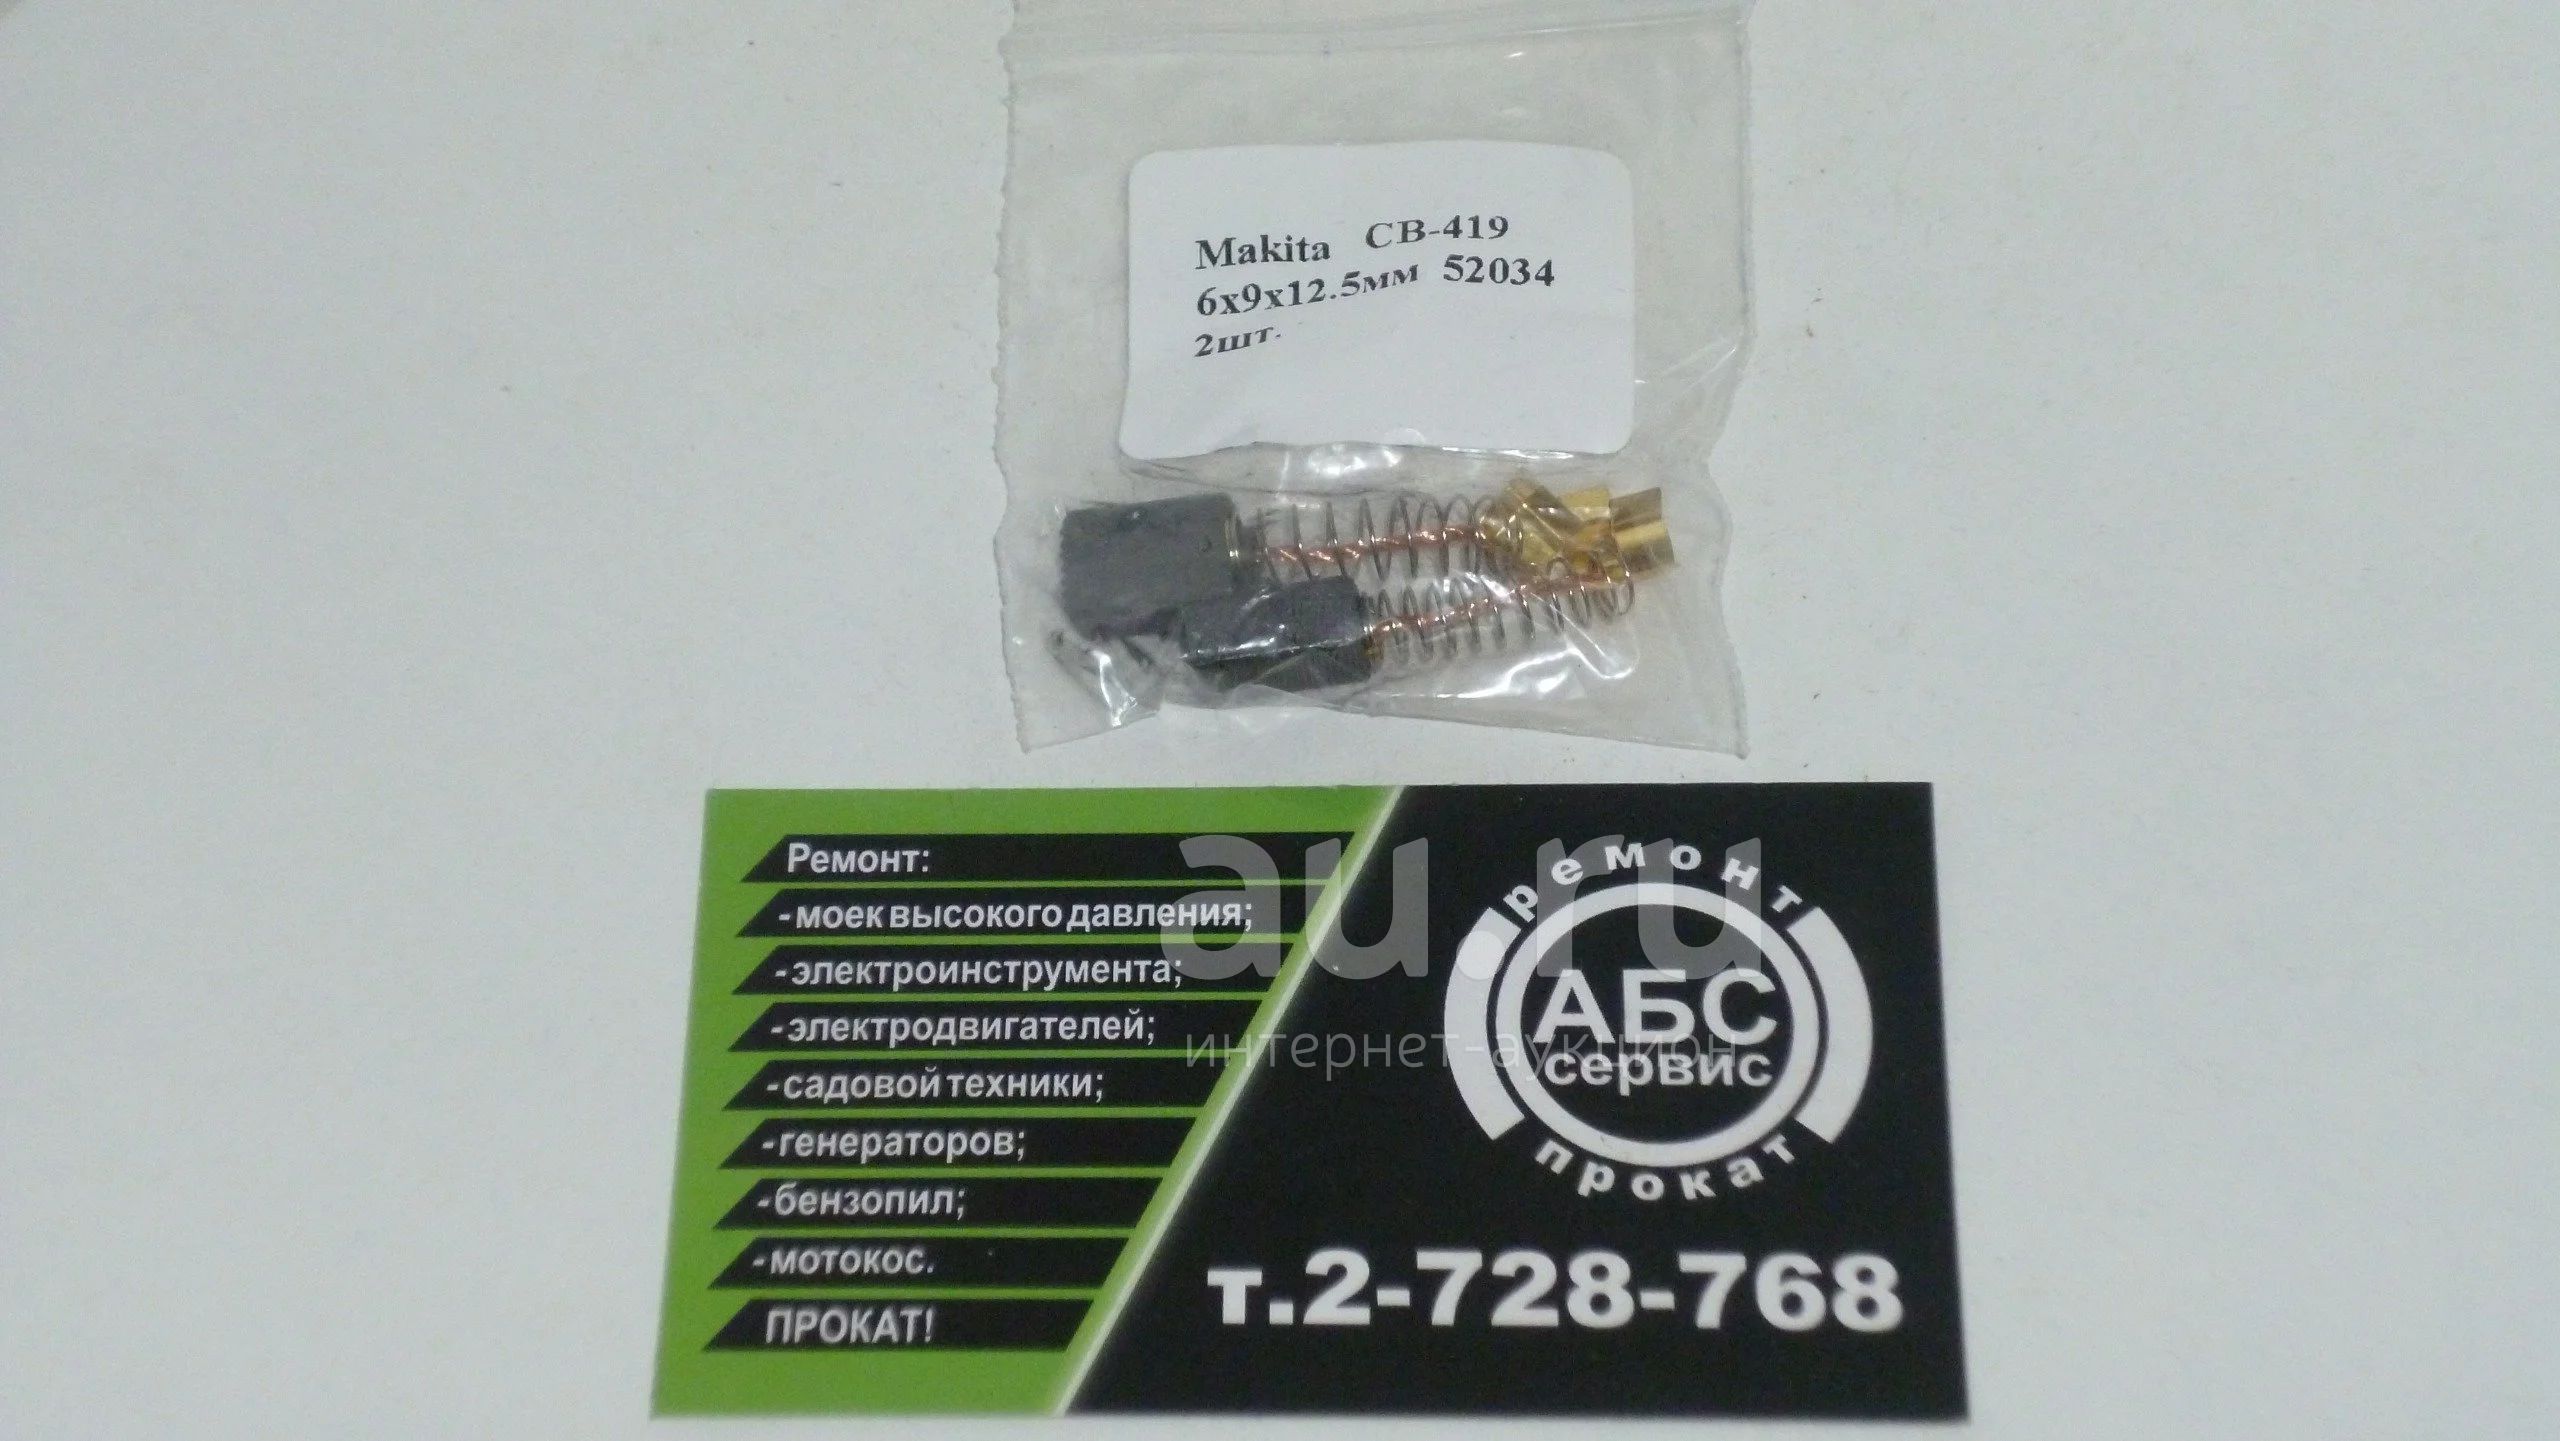 Makita CB-419
6x9x12.5мм 52034
2шт.
Ремонт:
-моек высокого давления;
-электроинструмента;
-электродвигателей;
-садовой техники;
-генераторов;
-бензопил;
-мотокос.
ПРОКАТ!
ремонт
АБС
сервис
прокат
т.2-728-768
au.ru
интернет-аукцион